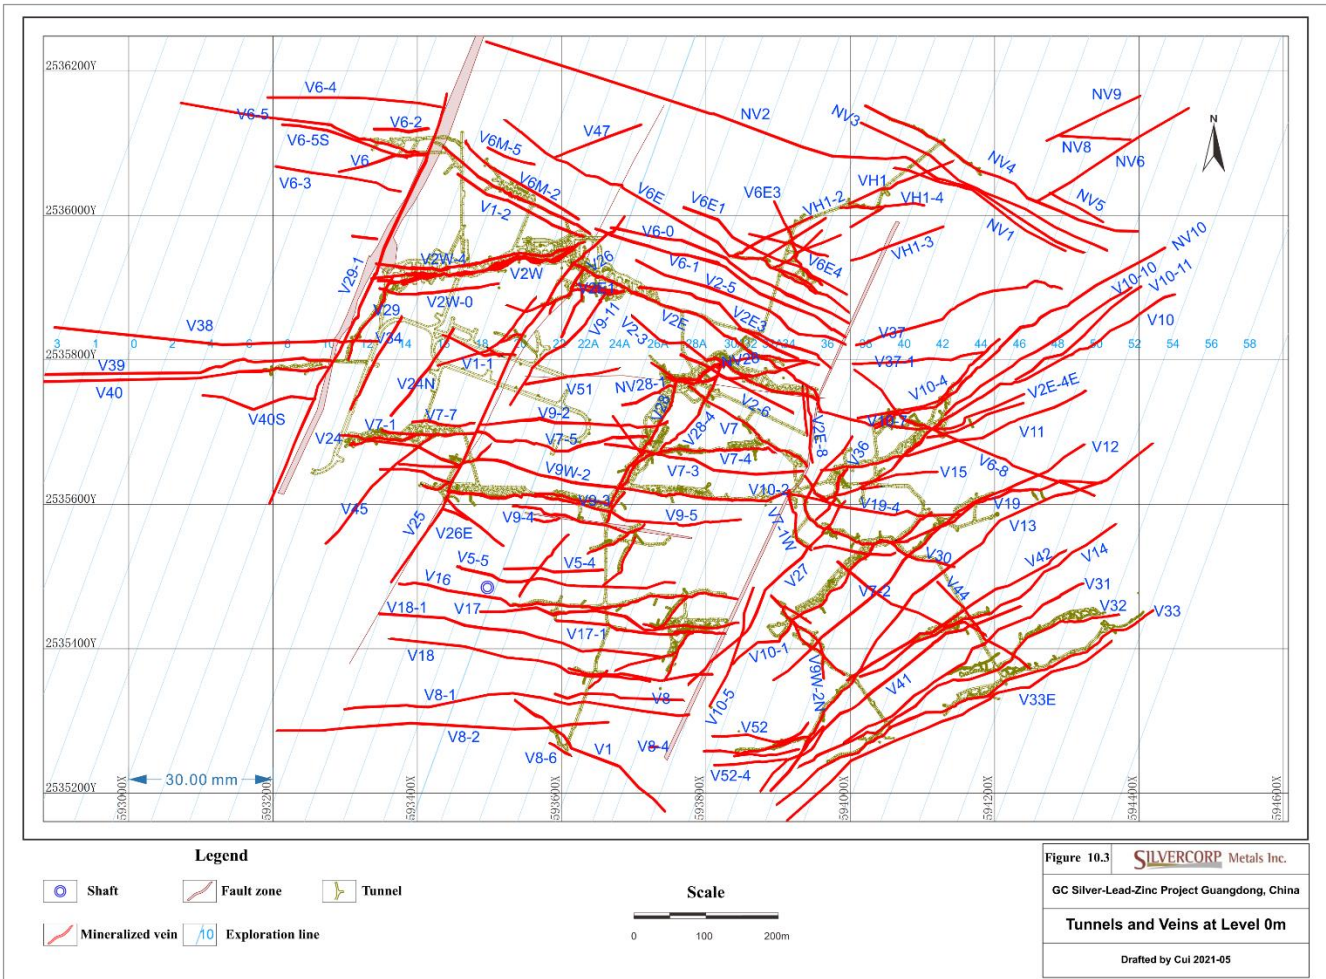 2536200Y
2536000Y
2535800Y
2535600Y
2535400Y
2535200Y
V6-4
V6-5
V6-2
V6-5S
V6
V6-3
V6M-5
V6M-2
V1-2
V47
NV2
NV3
NV9
NV8
NV6
NV4
NV5
NV1
VH1
VH1-2
VH1-4
VH1-3
V6E
V6E1
V6E3
V6E4
V6-0
V6-1
V2-5
V29-1
V2W-4
V2W
V2W-0
V26
V2E1
V9-11
V29
V34
V2-3
V2E
V2E3
NV10
V10-10
V10-11
V10
V37
V37-1
V38
V39
V40
V40S
3 1 0 2 4 6 8 10 12 14 16 18 20 22 22A 24A 26A 28A 30 34 36 38 40 42 44 46 48 50 52 54 56 58
V1-1
V24N
V51
NV28-1
NV28
V28
V28-4
V2-6
V10-4
V2E-4E
V10-7
V11
V2E-8
V24
V7-1
V7-7
V9-2
V7-5
V7
V7-4
V7-3
V9W-2
V36
V6-8
V12
V15
V10-2
V19-4
V19
V13
V45
V25
V26E
V9-3
V9-4
V9-5
V7-1W
V27
V30
V42
V14
V5-5
V5-4
V16
V17
V18-1
V17-1
V18
V7-2
V44
V31
V32
V33
V33E
V10-1
V9W-2N
V41
V8-1
V8
V10-5
V8-2
V8-6
V1
V8-4
V52
V52-4
N
30.00 mm
593000X
593200X
593400X
593600X
593800X
594000X
594200X
594400X
594600X
Legend
Shaft
Fault zone
Tunnel
Mineralized vein
10
Exploration line
Scale
0 100 200m
Figure 10.3
SILVERCORP Metals Inc.
GC Silver-Lead-Zinc Project Guangdong, China
Tunnels and Veins at Level 0m
Drafted by Cui 2021-05